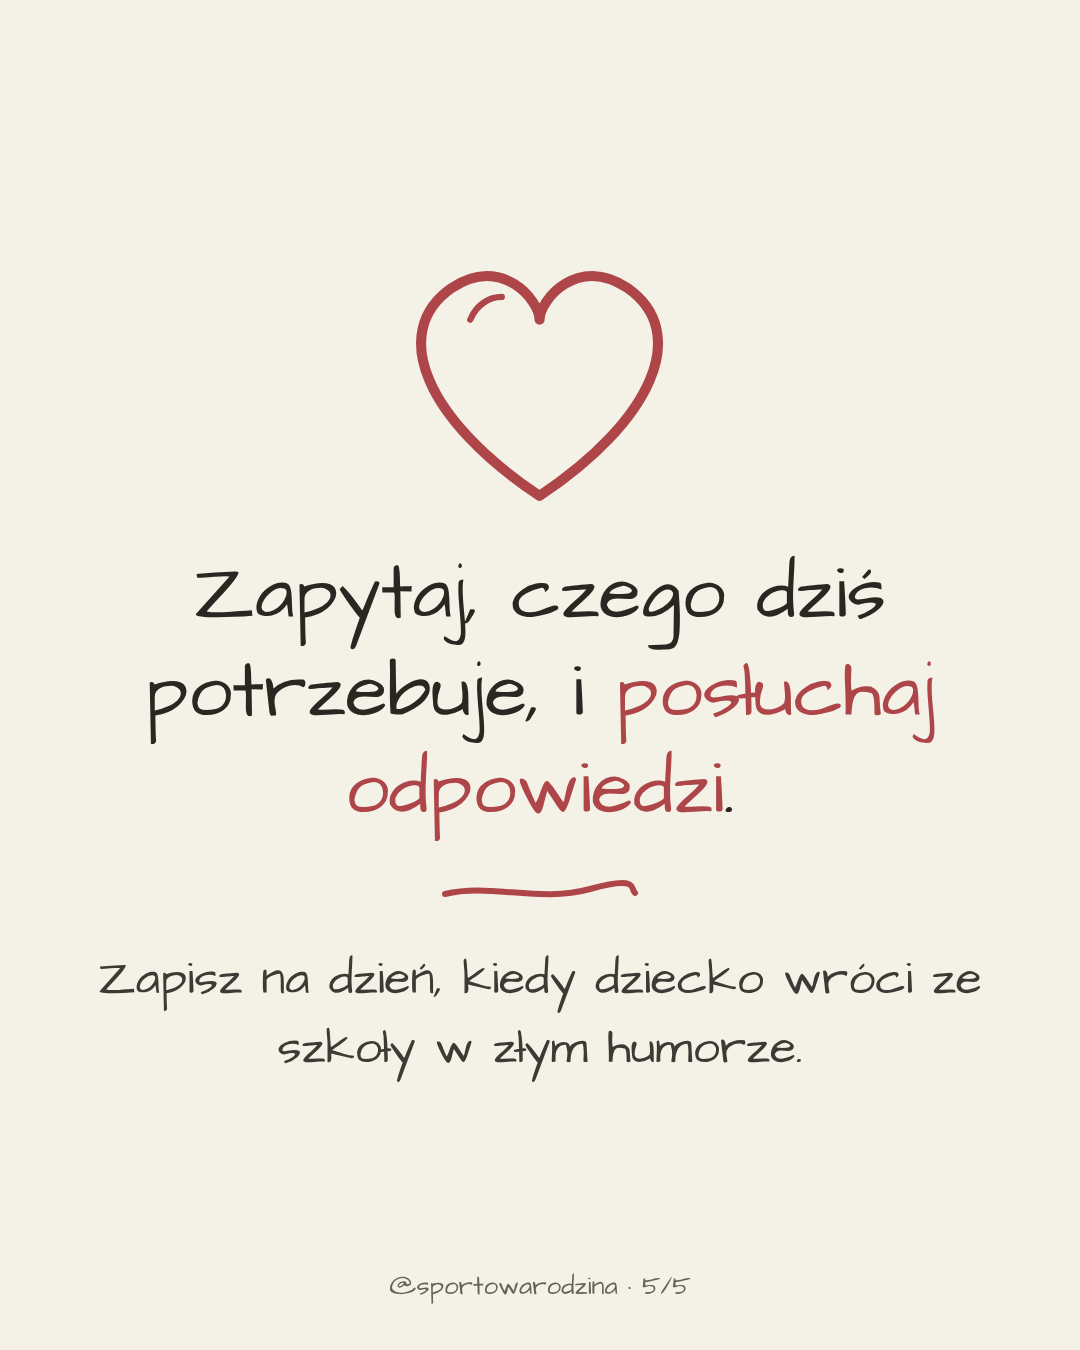 Zapytaj, czego dziś
potrzebuje, i posłuchaj
odpowiedzi.
Zapisz na dzień, kiedy dziecko wróci ze
szkoły w złym humorze.
@sportowarodzina · 5/5